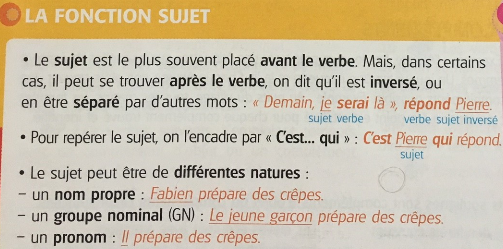 LA FONCTION SUJET
• Le sujet est le plus souvent placé avant le verbe. Mais, dans certains
cas, il peut se trouver après le verbe, on dit qu'il est inversé, ou
en être séparé par d'autres mots : « Demain, je serai là », répond Pierre.
sujet verbe verbe sujet inversé
• Pour repérer le sujet, on l'encadre par « C'est... qui » : C'est Pierre qui répond.
sujet
• Le sujet peut être de différentes natures :
– un nom propre : Fabien prépare des crêpes.
– un groupe nominal (GN) : Le jeune garçon prépare des crêpes.
– un pronom : Il prépare des crêpes.